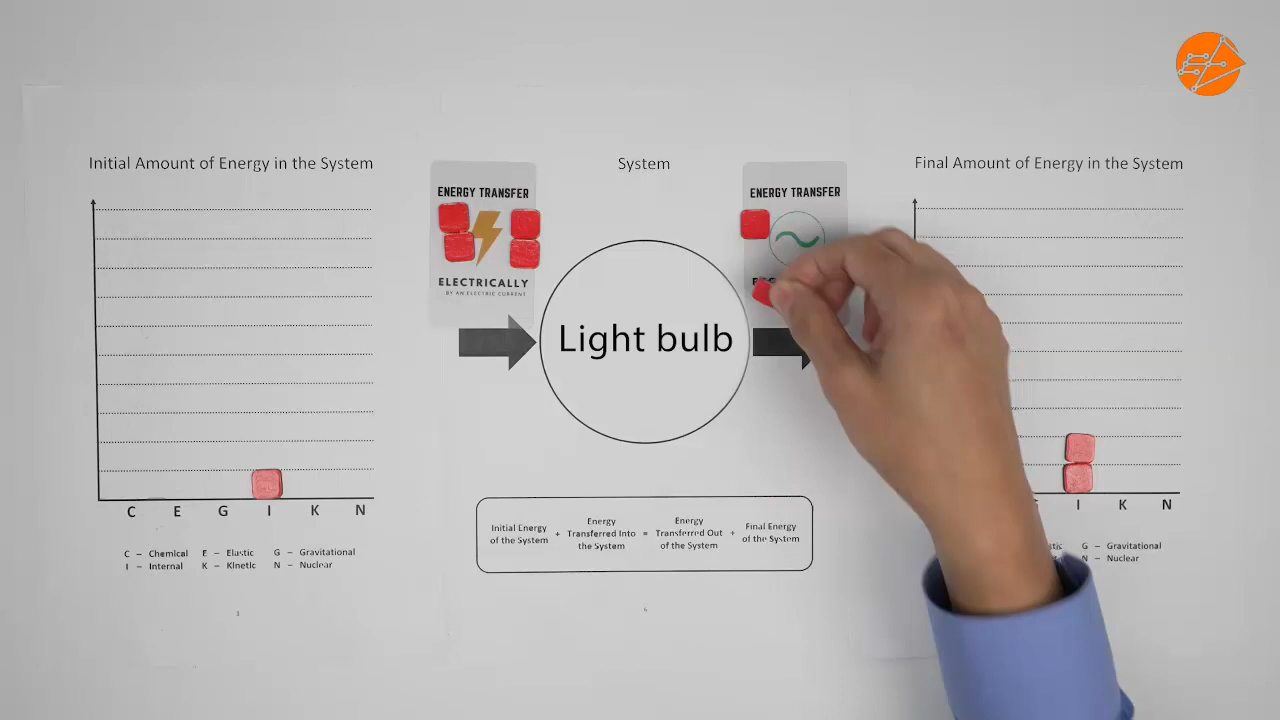 Initial Amount of Energy in the System
C E G I K N
C – Chemical E – Elastic G – Gravitational
I – Internal K – Kinetic N – Nuclear
ENERGY TRANSFER
ELECTRICALLY
BY AN ELECTRIC CURRENT
System
Light bulb
Initial Energy
of the System
+
Energy
Transferred Into
the System
=
Energy
Transferred Out
of the System
+
Final Energy
of the System
ENERGY TRANSFER
Final Amount of Energy in the System
I K N
G – Gravitational
N – Nuclear